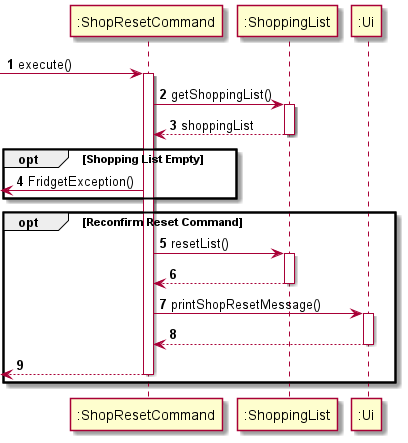 :ShopResetCommand :ShoppingList :Ui
1 execute()
2 getShoppingList()
3 shoppingList
opt [Shopping List Empty]
4 FridgetException()
opt [Reconfirm Reset Command]
5 resetList()
6
7 printShopResetMessage()
8
9
:ShopResetCommand :ShoppingList :Ui